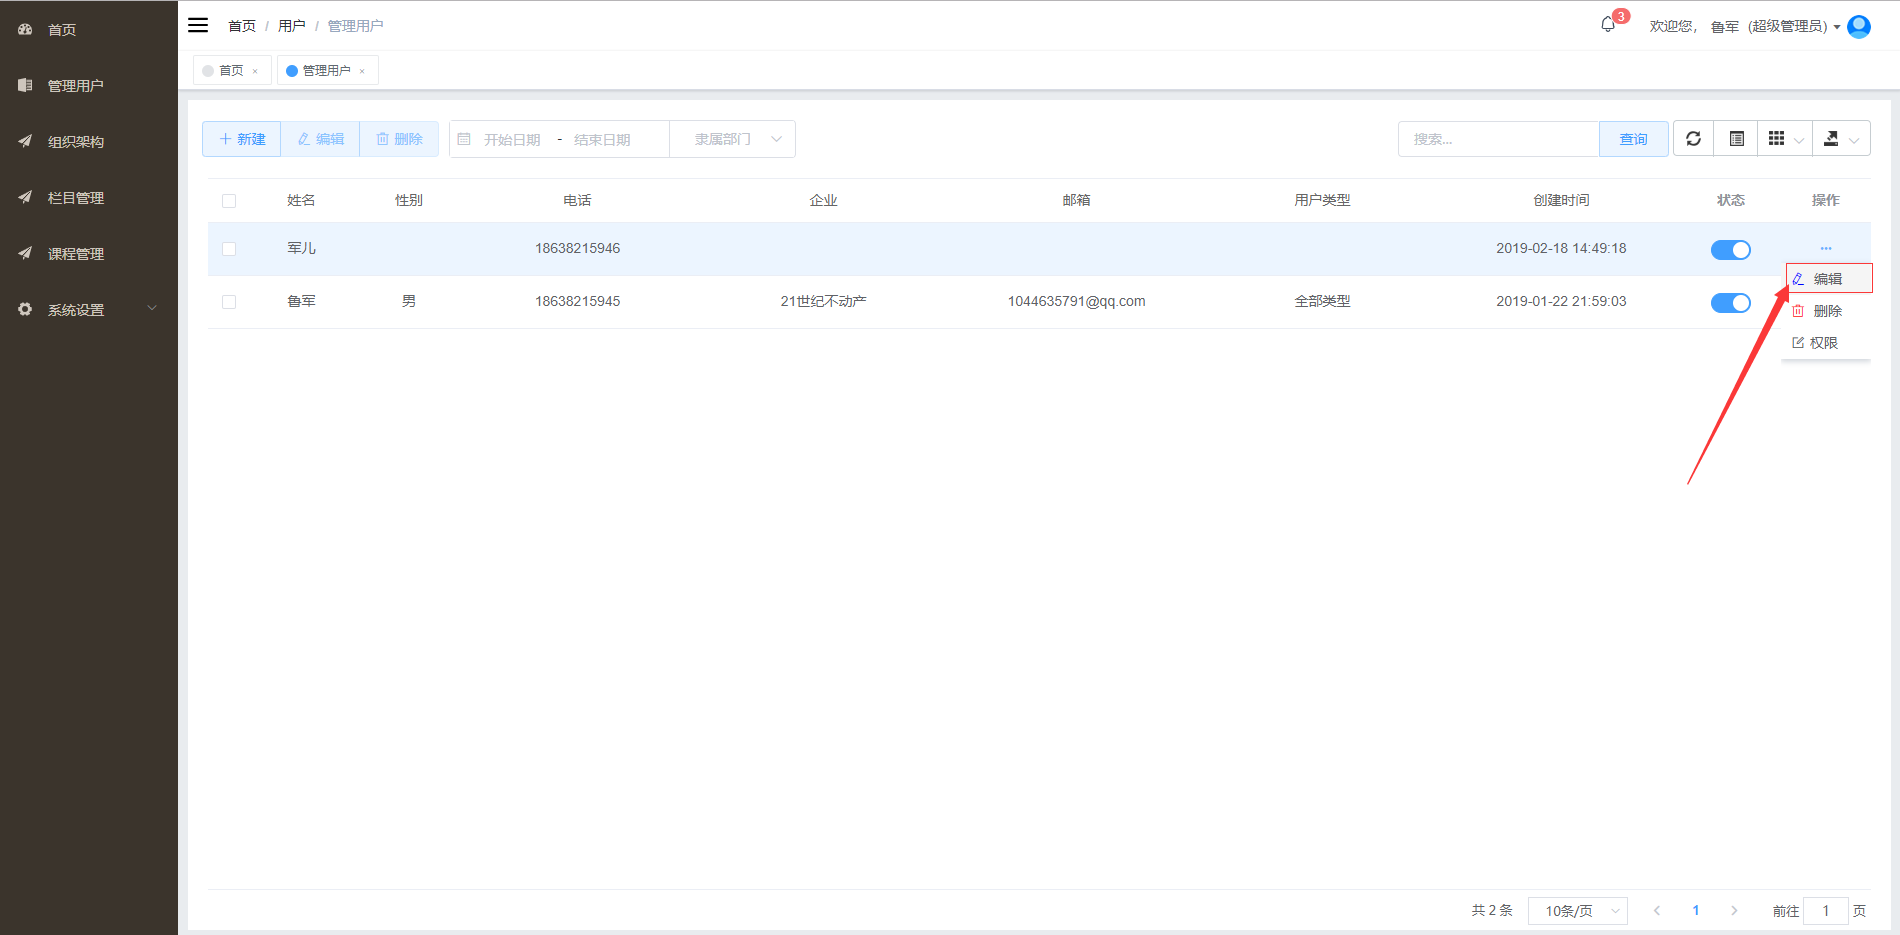 首页
管理用户
组织架构
栏目管理
课程管理
系统设置
首页 / 用户 / 管理用户
3
欢迎您， 鲁军 (超级管理员)
首页 ×
管理用户 ×
新建
编辑
删除
开始日期 - 结束日期
隶属部门
搜索...
查询
姓名 性别 电话 企业 邮箱 用户类型 创建时间 状态 操作
军儿 18638215946 2019-02-18 14:49:18 ···
鲁军 男 18638215945 21世纪不动产 1044635791@qq.com 全部类型 2019-01-22 21:59:03
编辑
删除
权限
共 2 条 10条/页 1 前往 1 页